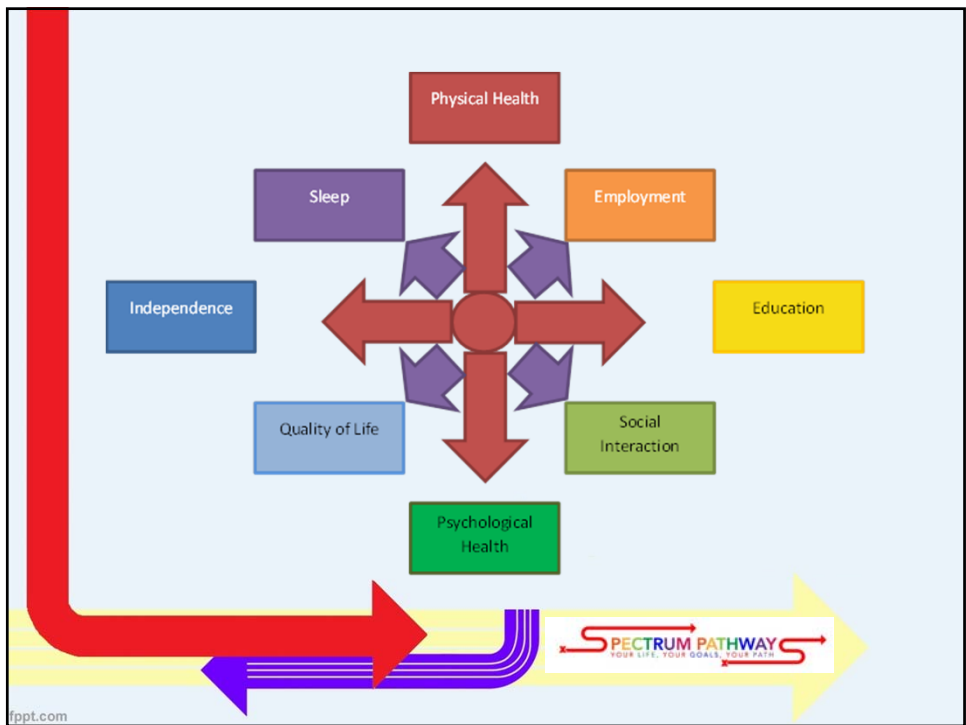 Physical Health
Sleep
Employment
Independence
Education
Quality of Life
Social
Interaction
Psychological
Health
SPECTRUM PATHWAYS
YOUR LIFE, YOUR GOALS, YOUR PATH
fppt.com